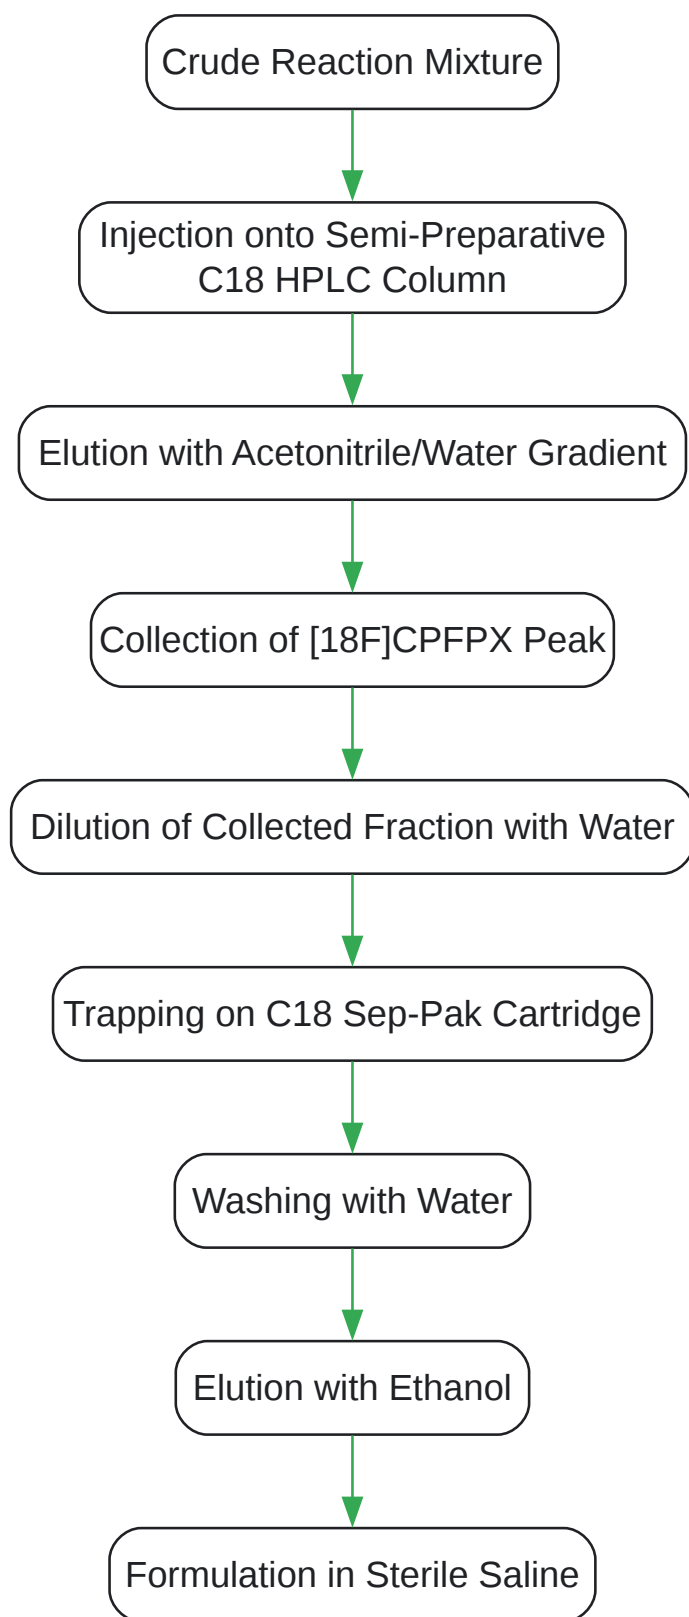 Crude Reaction Mixture
Injection onto Semi-Preparative
C18 HPLC Column
Elution with Acetonitrile/Water Gradient
Collection of [18F]CPFPX Peak
Dilution of Collected Fraction with Water
Trapping on C18 Sep-Pak Cartridge
Washing with Water
Elution with Ethanol
Formulation in Sterile Saline